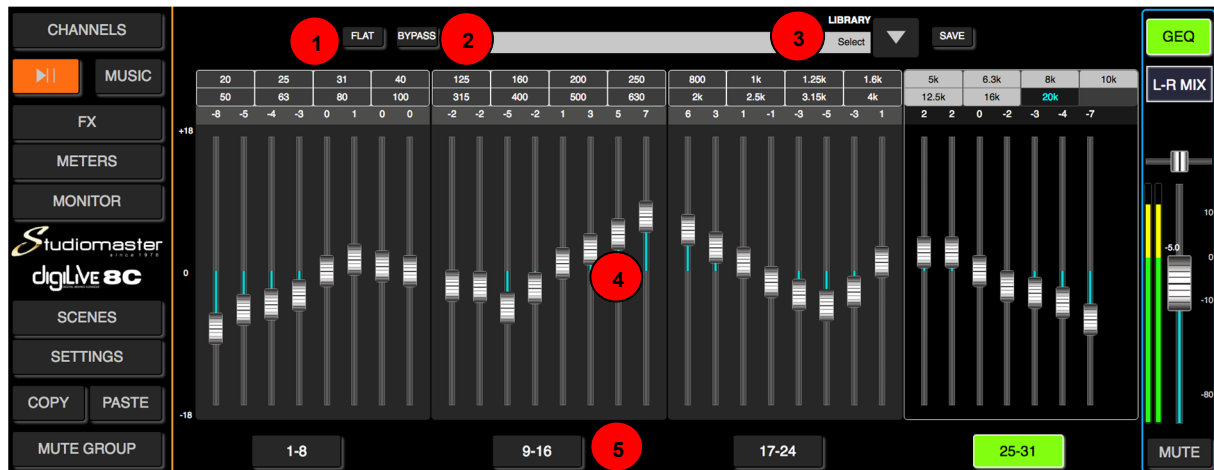 CHANNELS
MUSIC
FX
METERS
MONITOR
Studiomaster
since 1976
digiLive 8C
SCENES
SETTINGS
COPY PASTE
MUTE GROUP
1 FLAT BYPASS 2 3 LIBRARY
Select
SAVE
20 25 31 40 125 160 200 250 800 1k 1.25k 1.6k 5k 6.3k 8k 10k
50 63 80 100 315 400 500 630 2k 2.5k 3.15k 4k 12.5k 16k 20k
-8 -5 -4 -3 0 1 0 0 -2 -2 -5 -2 1 3 5 7 6 3 1 -1 -3 -5 -3 1 2 2 0 -2 -3 -4 -7
+18
0
-18
4
1-8 9-16 5 17-24 25-31
GEQ
L-R MIX
10
-5.0
0
-10
-80
MUTE